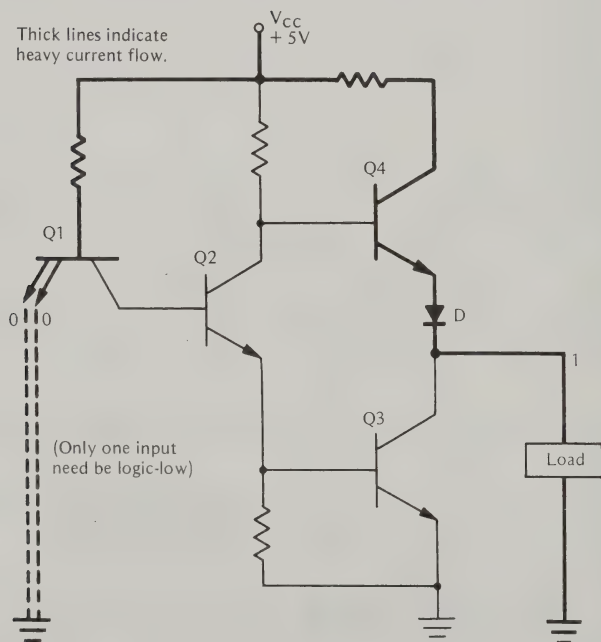 Thick lines indicate
heavy current flow.
VCC
+ 5V
Q4
Q1
Q2
0 0
D
1
(Only one input
need be logic-low)
Q3
Load